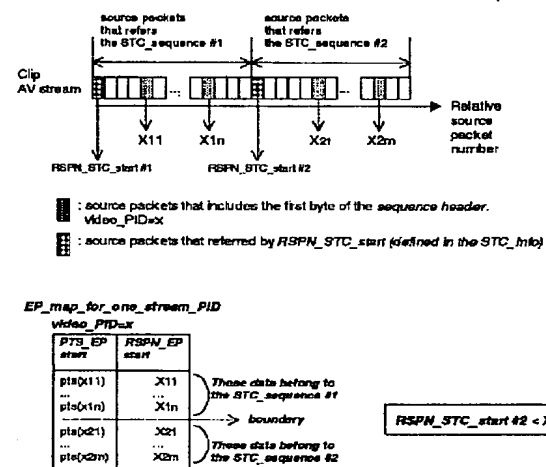 source packets
that refers
the STC_sequence #1
source packets
that refers
the STC_sequence #2
Clip
AV stream
... ...
X11 X1n X21 X2m
Relative
source
packet
number
RSPN_STC_start #1 RSPN_STC_start #2
: source packets that includes the first byte of the sequence header.
video_PID=x
: source packets that referred by RSPN_STC_start (defined in the STC_Info)
EP_map_for_one_stream_PID
video_PID=x
PTS_EP RSPN_EP
start start
pts(x11) X11
... ...
pts(x1n) X1n
Those data belong to
the STC_sequence #1
boundary
pts(x21) X21
... ...
pts(x2m) X2m
Those data belong to
the STC_sequence #2
RSPN_STC_start #2 <